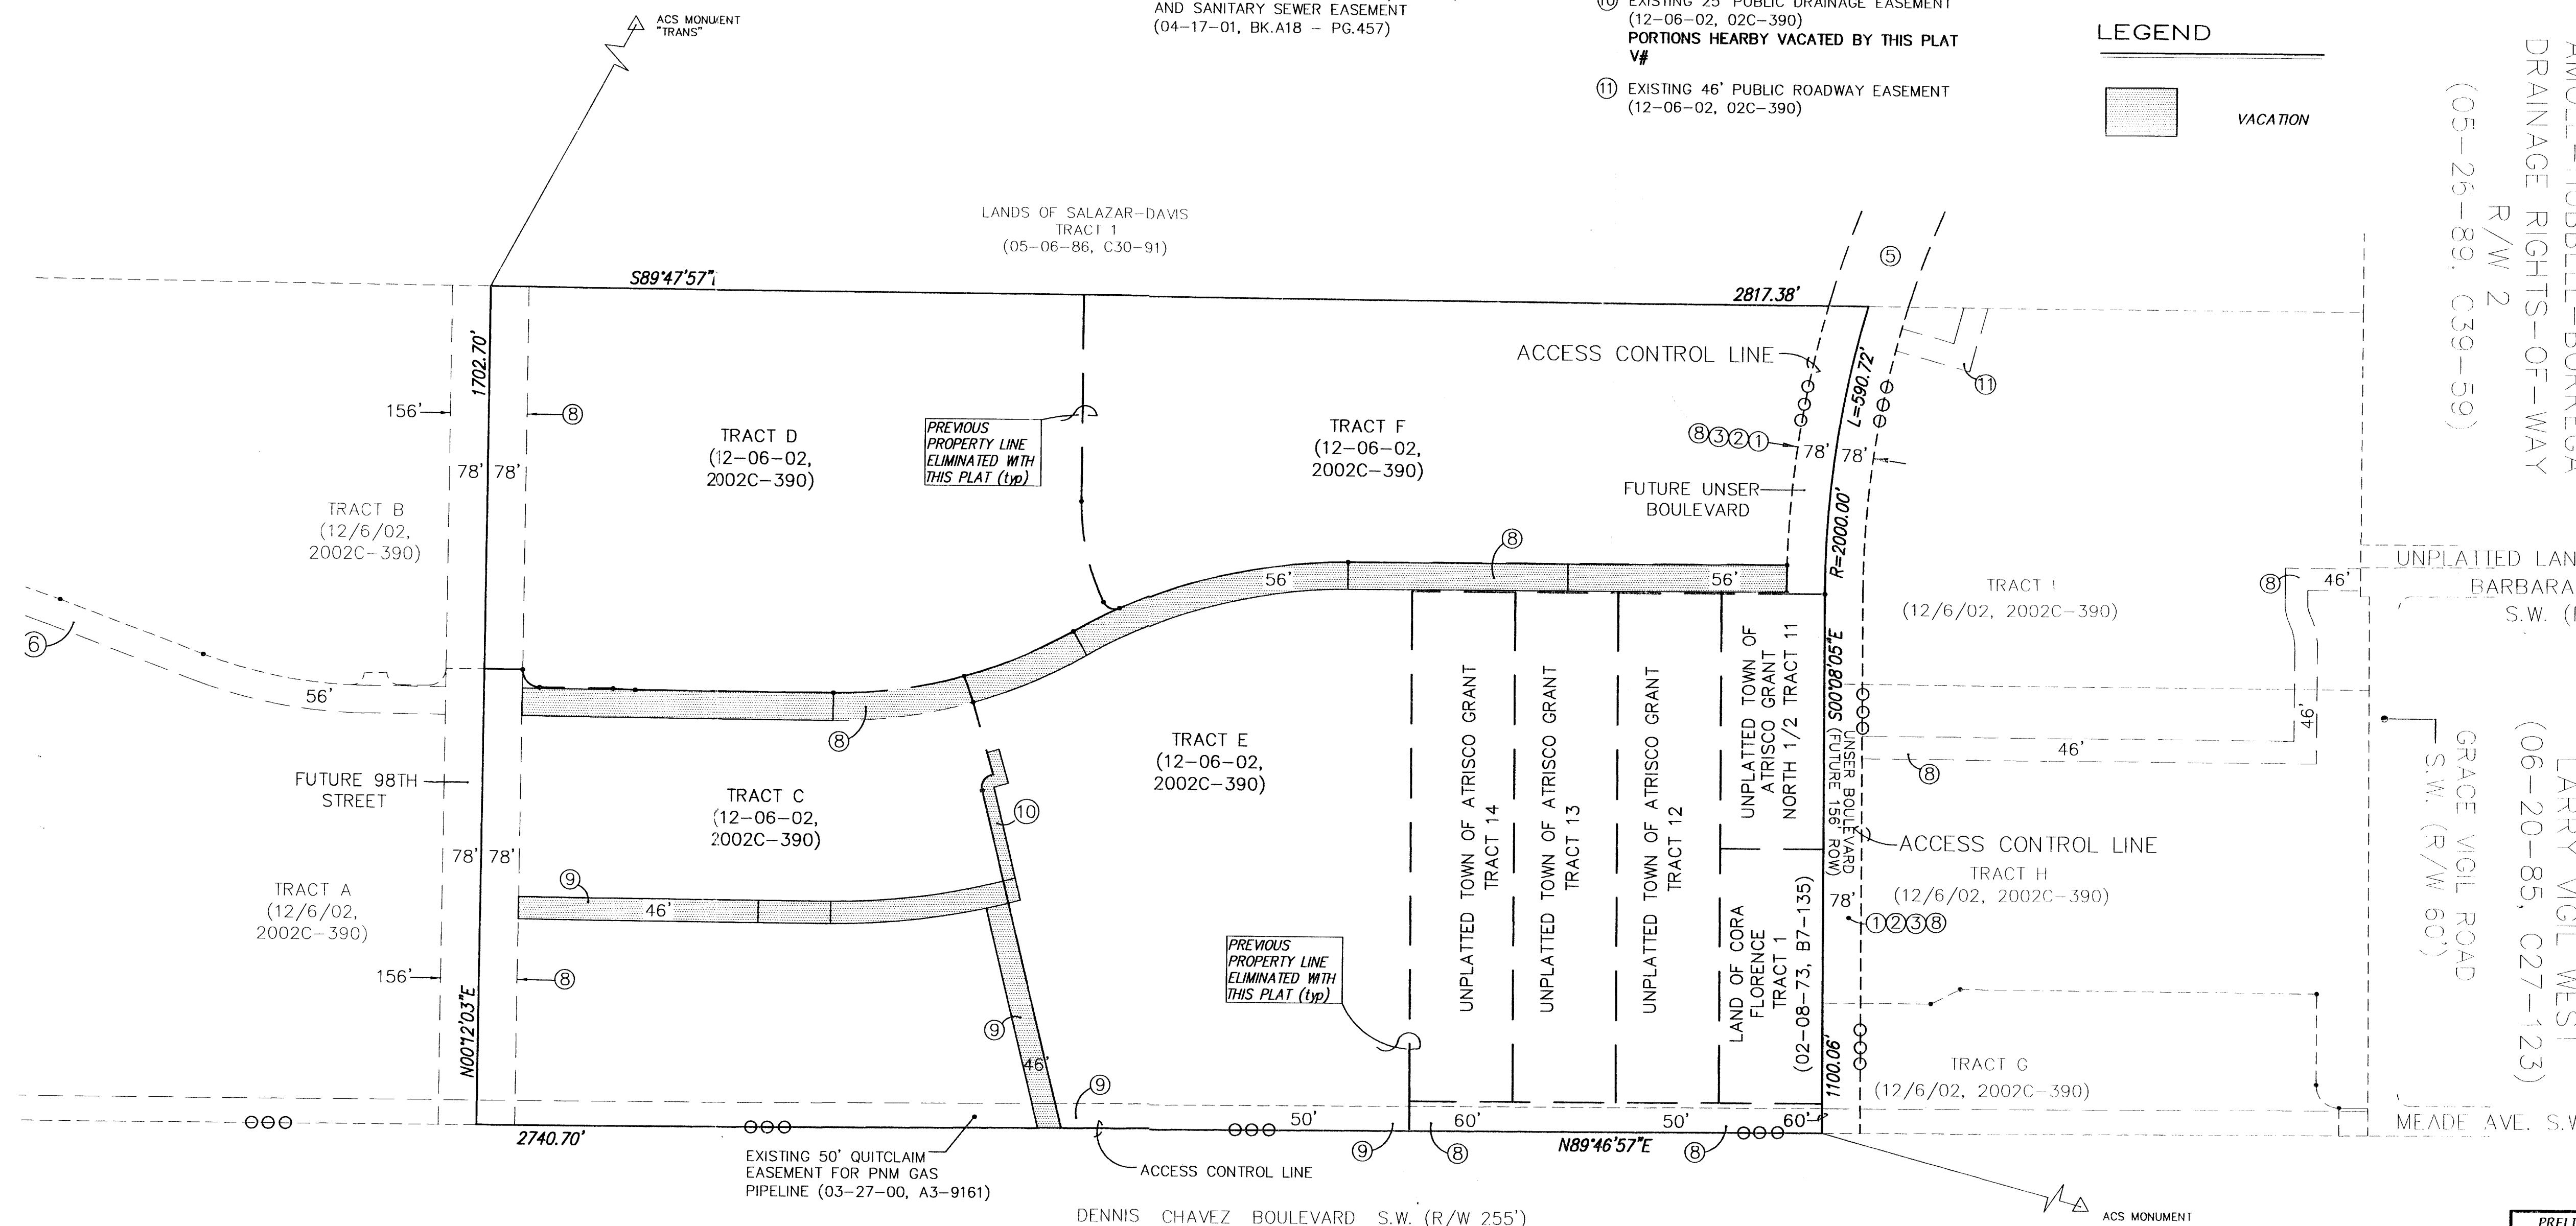 ACS MONUMENT
"TRANS"
AND SANITARY SEWER EASEMENT
(04-17-01, BK.A18 - PG.457)
10 EXISTING 25' PUBLIC DRAINAGE EASEMENT
(12-06-02, 02C-390)
PORTIONS HEARBY VACATED BY THIS PLAT
V#
11 EXISTING 46' PUBLIC ROADWAY EASEMENT
(12-06-02, 02C-390)
LEGEND
VACATION
DRAINAGE RIGHTS-OF-WAY
R/W 2
(05-26-89. C39-59)
LANDS OF SALAZAR-DAVIS
TRACT 1
(05-06-86, C30-91)
S89°47'57"
2817.38'
5
1702.70'
156'
8
78'
78'
TRACT B
(12/6/02,
2002C-390)
TRACT D
(12-06-02,
2002C-390)
PREVIOUS
PROPERTY LINE
ELIMINATED WITH
THIS PLAT (typ)
TRACT F
(12-06-02,
2002C-390)
ACCESS CONTROL LINE
8 3 2 1
78'
78'
L=590.72'
11
FUTURE UNSER
BOULEVARD
R=2000.00'
8
56'
56'
6
56'
8
TRACT I
(12/6/02, 2002C-390)
8
46'
46'
46'
8
UNPLATTED LAN
BARBARA
S.W.
FUTURE 98TH
STREET
TRACT C
(12-06-02,
2002C-390)
TRACT E
(12-06-02,
2002C-390)
10
UNPLATTED TOWN OF ATRISCO GRANT
TRACT 14
UNPLATTED TOWN OF ATRISCO GRANT
TRACT 13
UNPLATTED TOWN OF ATRISCO GRANT
TRACT 12
UNPLATTED TOWN OF
ATRISCO GRANT
NORTH 1/2 TRACT 11
S00°08'05"E
UNSER BOULEVARD
(FUTURE 156' ROW)
ACCESS CONTROL LINE
TRACT H
(12/6/02, 2002C-390)
78'
1 2 3 8
GRACE VIGIL ROAD
S.W. (R/W 60')
LARRY VIGIL WEST
(06-20-85, C27-123)
78'
78'
TRACT A
(12/6/02,
2002C-390)
9
46'
156'
8
N00°12'03"E
9
46'
PREVIOUS
PROPERTY LINE
ELIMINATED WITH
THIS PLAT (typ)
LAND OF CORA
FLORENCE
TRACT 1
(02-08-73, B7-135)
1100.06'
TRACT G
(12/6/02, 2002C-390)
9
50'
60'
50'
60'
2740.70'
9
8
N89°46'57"E
8
MEADE AVE. S.W
EXISTING 50' QUITCLAIM
EASEMENT FOR PNM GAS
PIPELINE (03-27-00, A3-9161)
ACCESS CONTROL LINE
DENNIS CHAVEZ BOULEVARD S.W. (R/W 255')
ACS MONUMENT